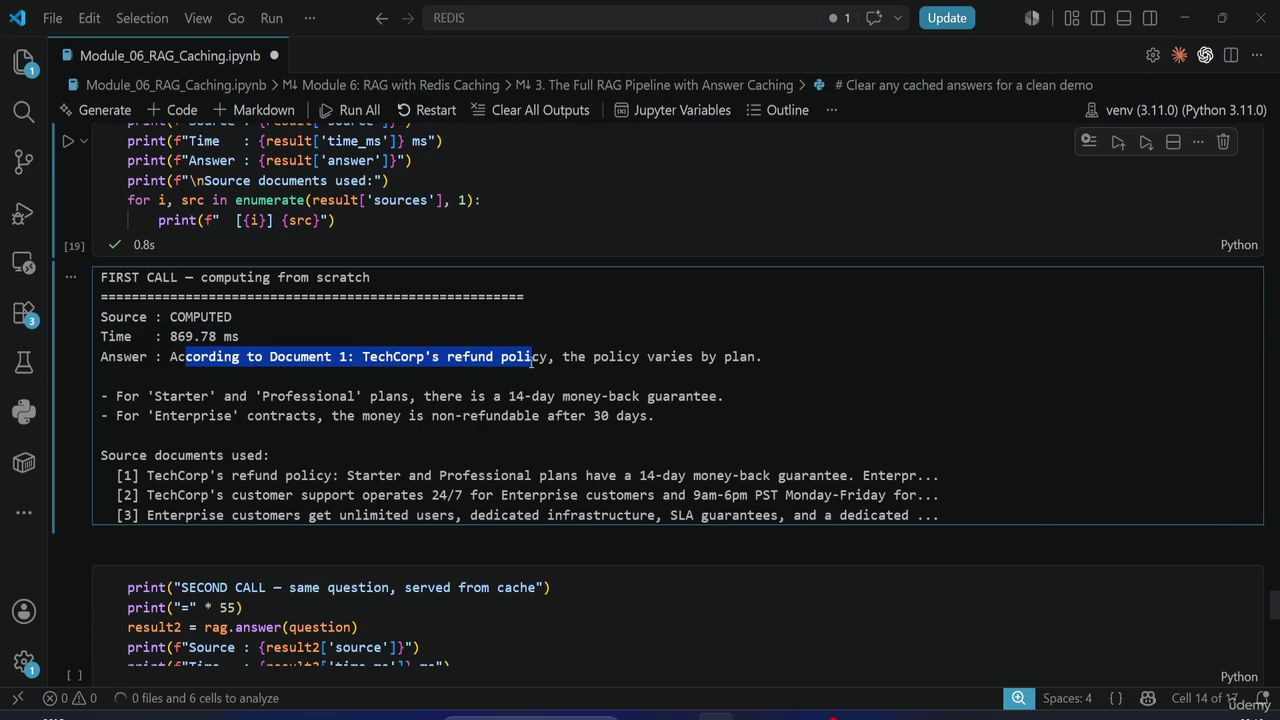 File Edit Selection View Go Run ··· REDIS 1 Update
Module_06_RAG_Caching.ipynb
Module_06_RAG_Caching.ipynb > M↓ Module 6: RAG with Redis Caching > M↓ 3. The Full RAG Pipeline with Answer Caching > # Clear any cached answers for a clean demo
Generate + Code + Markdown Run All Restart Clear All Outputs Jupyter Variables Outline ··· venv (3.11.0) (Python 3.11.0)
print(f"Source : {result['source']}")
print(f"Time   : {result['time_ms']} ms")
print(f"Answer : {result['answer']}")
print(f"\nSource documents used:")
for i, src in enumerate(result['sources'], 1):
    print(f"  [{i}] {src}")
[19] 0.8s Python
FIRST CALL — computing from scratch
=======================================================
Source : COMPUTED
Time   : 869.78 ms
Answer : According to Document 1: TechCorp's refund policy, the policy varies by plan.
- For 'Starter' and 'Professional' plans, there is a 14-day money-back guarantee.
- For 'Enterprise' contracts, the money is non-refundable after 30 days.
Source documents used:
  [1] TechCorp's refund policy: Starter and Professional plans have a 14-day money-back guarantee. Enterpr...
  [2] TechCorp's customer support operates 24/7 for Enterprise customers and 9am-6pm PST Monday-Friday for...
  [3] Enterprise customers get unlimited users, dedicated infrastructure, SLA guarantees, and a dedicated ...
print("SECOND CALL — same question, served from cache")
print("=" * 55)
result2 = rag.answer(question)
print(f"Source : {result2['source']}")
print(f"Time   : {result2['time_ms']} ms")
[ ] Python
0 0 0 files and 6 cells to analyze Spaces: 4 { } Cell 14 of 17
udemy